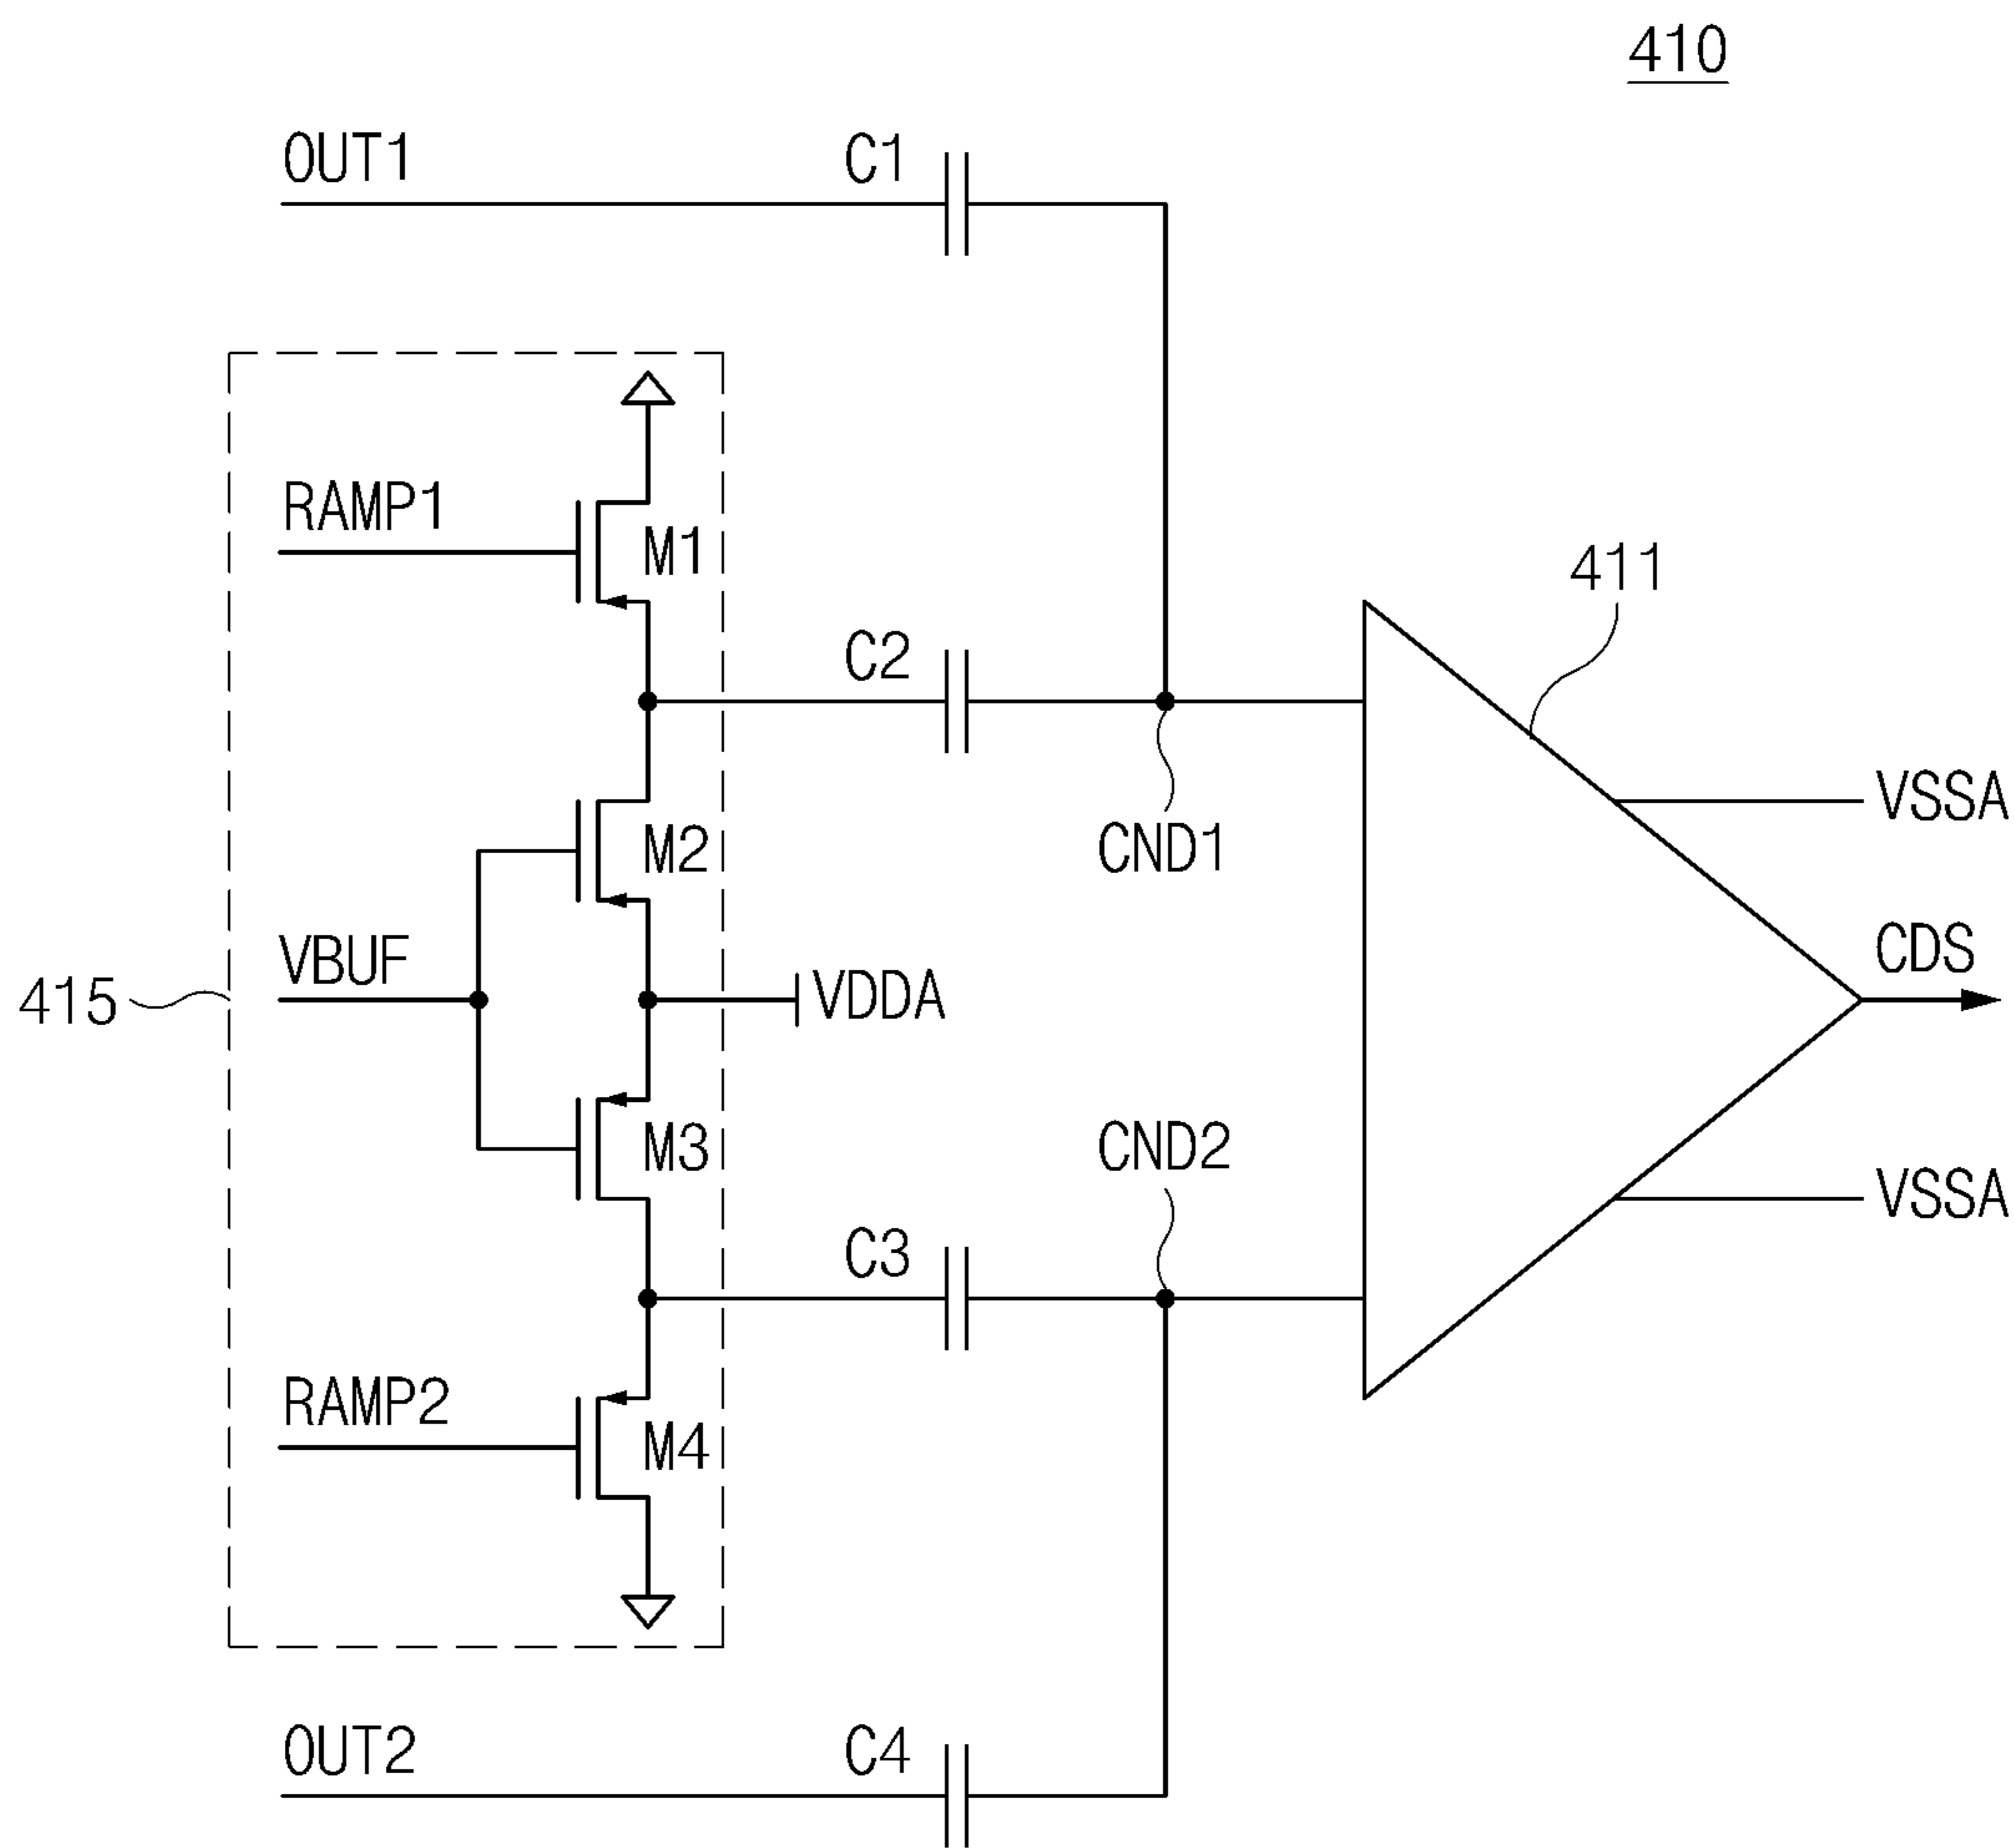 410
OUT1
C1
RAMP1
M1
C2
411
M2
CND1
VSSA
VBUF
CDS
415
VDDA
M3
CND2
VSSA
C3
RAMP2
M4
OUT2
C4